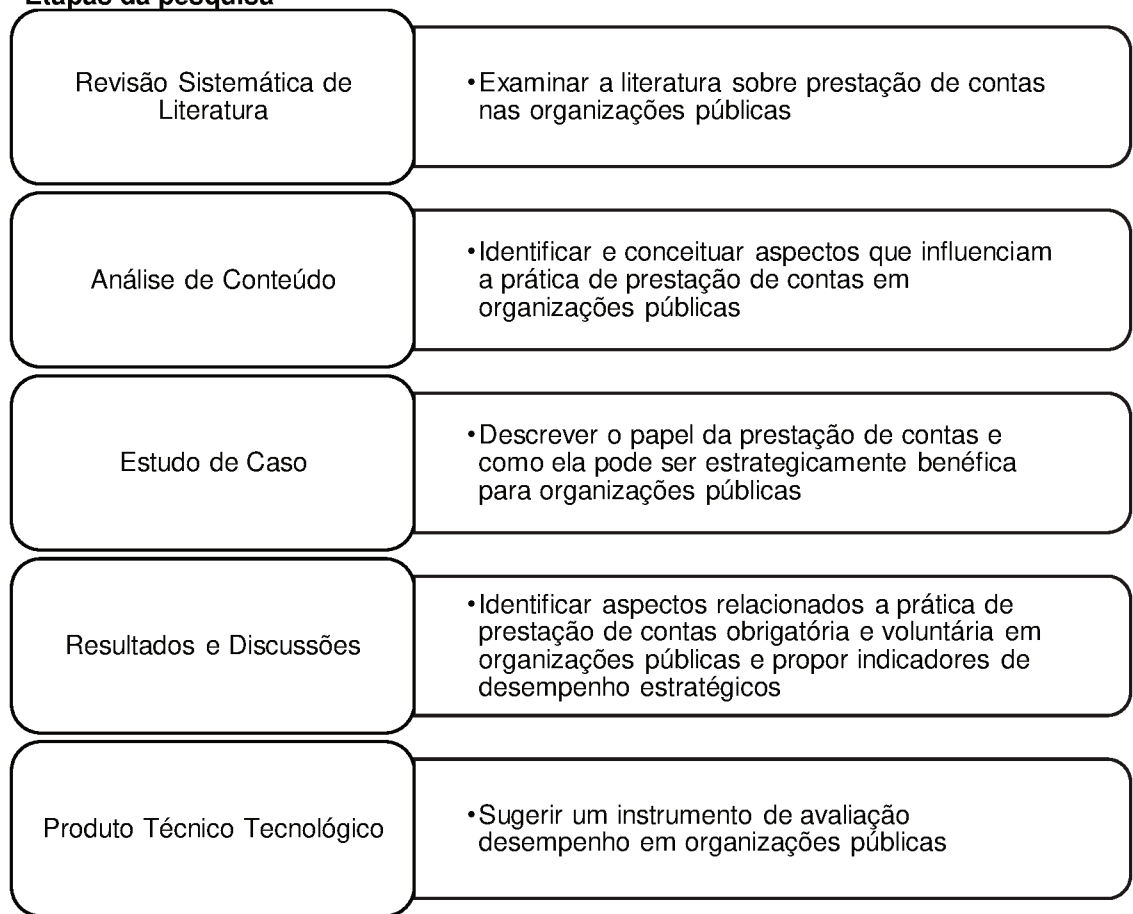 Etapas da pesquisa
Revisão Sistemática de
Literatura
•Examinar a literatura sobre prestação de contas
nas organizações públicas
Análise de Conteúdo
•Identificar e conceituar aspectos que influenciam
a prática de prestação de contas em
organizações públicas
Estudo de Caso
•Descrever o papel da prestação de contas e
como ela pode ser estrategicamente benéfica
para organizações públicas
Resultados e Discussões
•Identificar aspectos relacionados a prática de
prestação de contas obrigatória e voluntária em
organizações públicas e propor indicadores de
desempenho estratégicos
Produto Técnico Tecnológico
•Sugerir um instrumento de avaliação
desempenho em organizações públicas